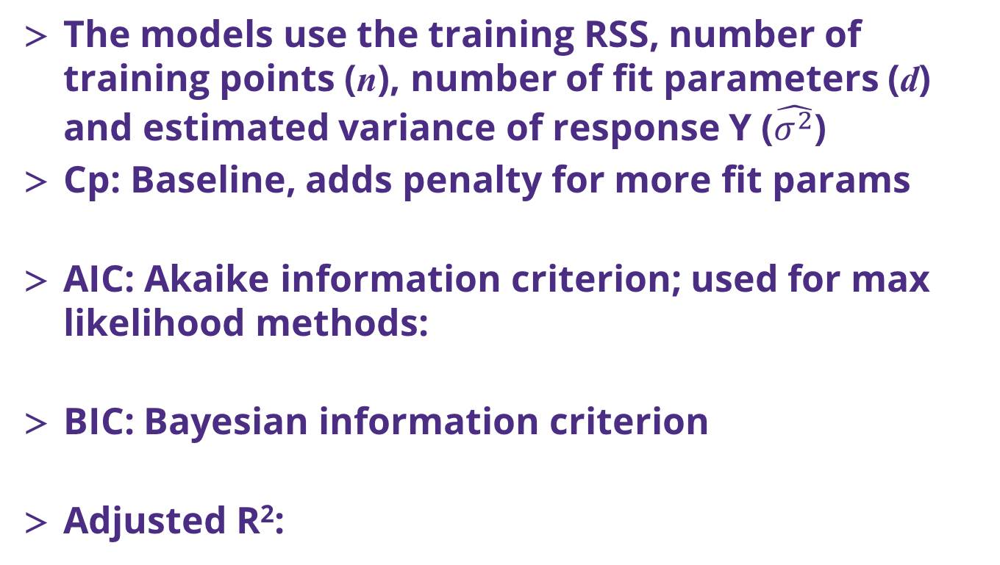 > The models use the training RSS, number of
training points (n), number of fit parameters (d)
and estimated variance of response Y (\widehat{σ²})
> Cp: Baseline, adds penalty for more fit params
> AIC: Akaike information criterion; used for max
likelihood methods:
> BIC: Bayesian information criterion
> Adjusted R²: